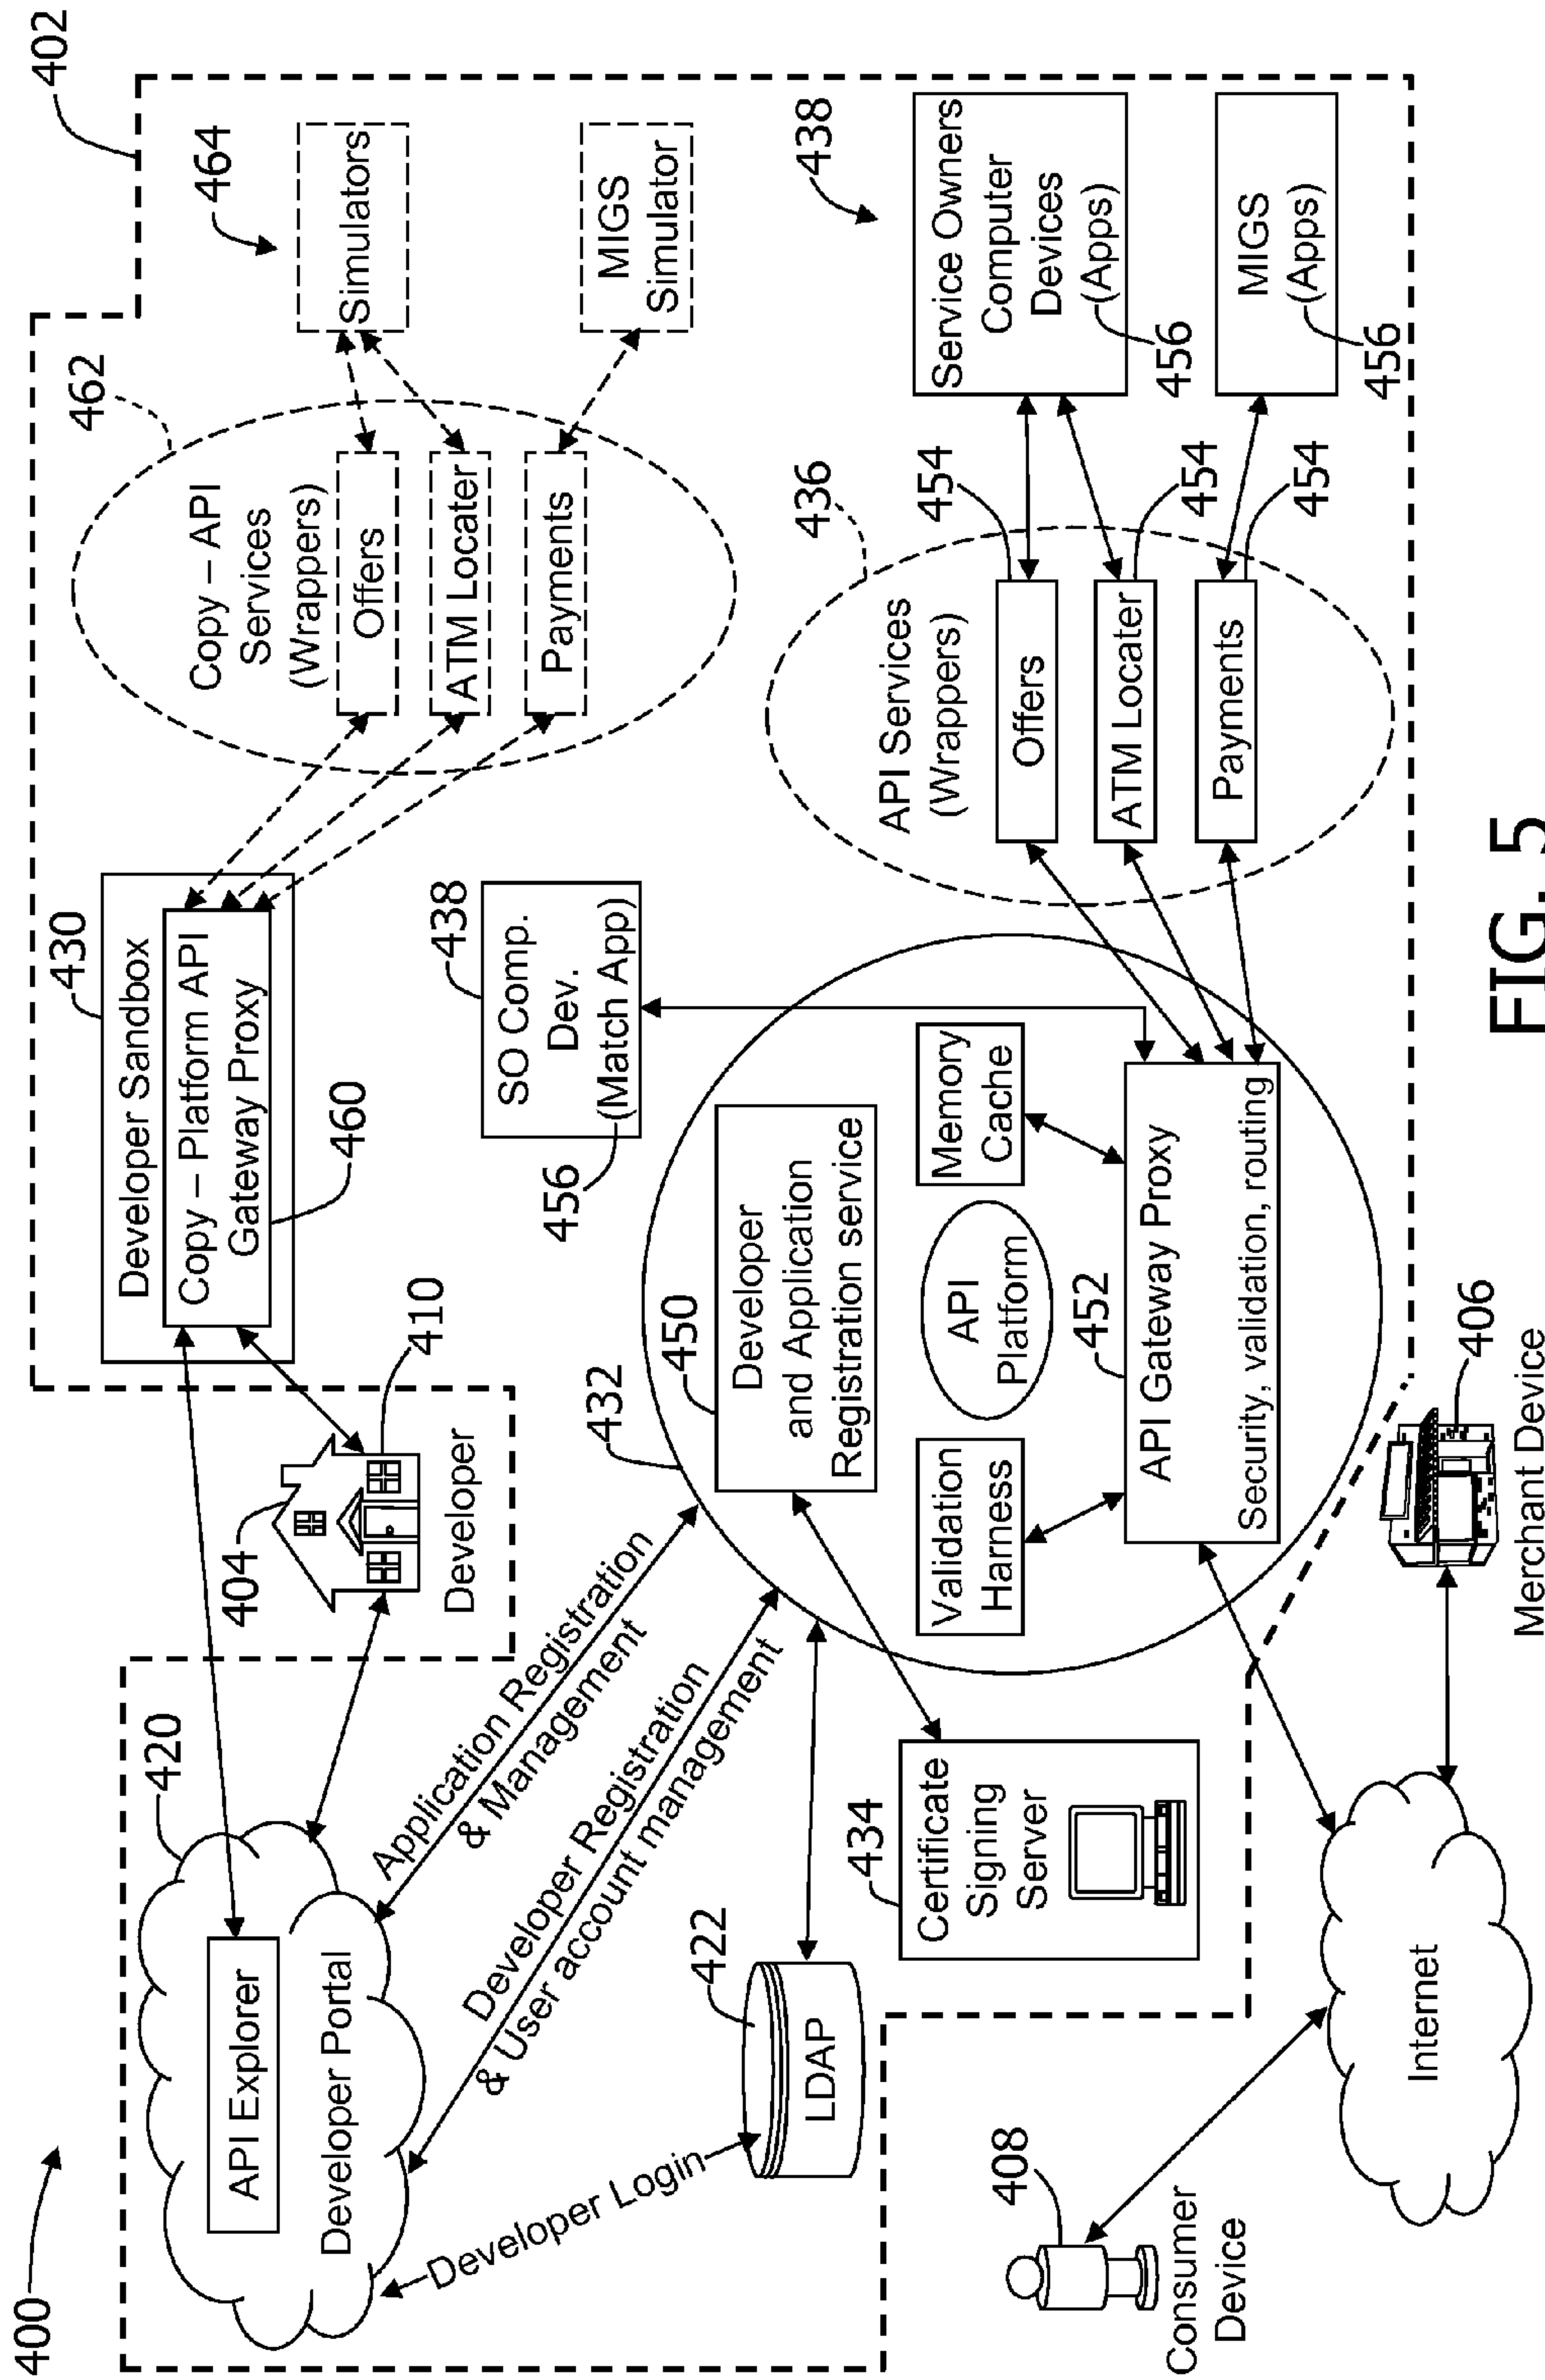 400
402
420
API Explorer
Developer Portal
404
410
Developer
430
Developer Sandbox
Copy – Platform API
Gateway Proxy
460
462
Copy – API
Services
(Wrappers)
Offers
ATM Locater
Payments
464
Simulators
MIGS
Simulator
Application Registration
& Management
Developer Registration
& User account management
Developer Login
422
LDAP
432
450
Developer
and Application
Registration service
438
SO Comp.
Dev.
(Match App)
456
Validation
Harness
API
Platform
Memory
Cache
452
API Gateway Proxy
Security, validation, routing
434
Certificate
Signing
Server
436
API Services
(Wrappers)
Offers
454
ATM Locater
454
Payments
454
438
Service Owners
Computer
Devices
(Apps)
456
MIGS
(Apps)
456
408
Consumer
Device
Internet
406
Merchant Device
FIG. 5